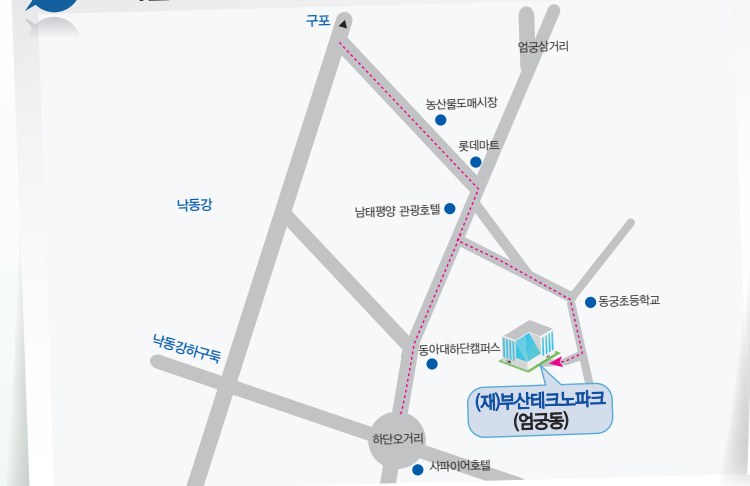 구포
엄궁삼거리
농산물도매시장
롯데마트
낙동강
남태평양 관광호텔
동궁초등학교
낙동강하구둑
동아대하단캠퍼스
(재)부산테크노파크
(엄궁동)
하단오거리
사파이어호텔